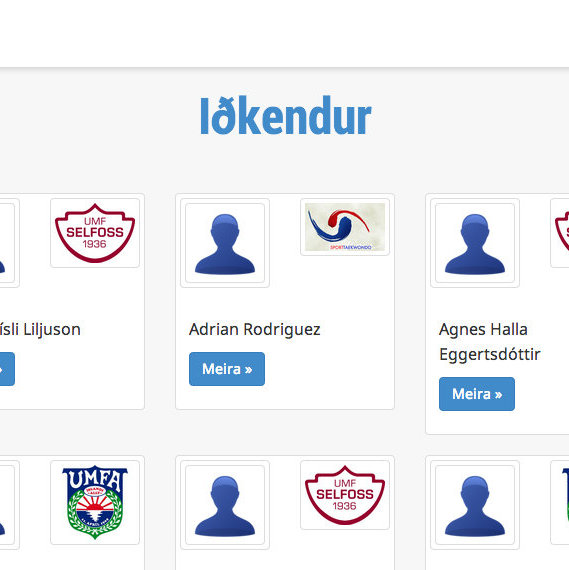 Iðkendur
UMF
SELFOSS
1936
SPORTTAEKWONDO
ísli Liljuson
Adrian Rodriguez
Agnes Halla
Eggertsdóttir
»
Meira »
Meira »
UMFA
UMF
SELFOSS
1936